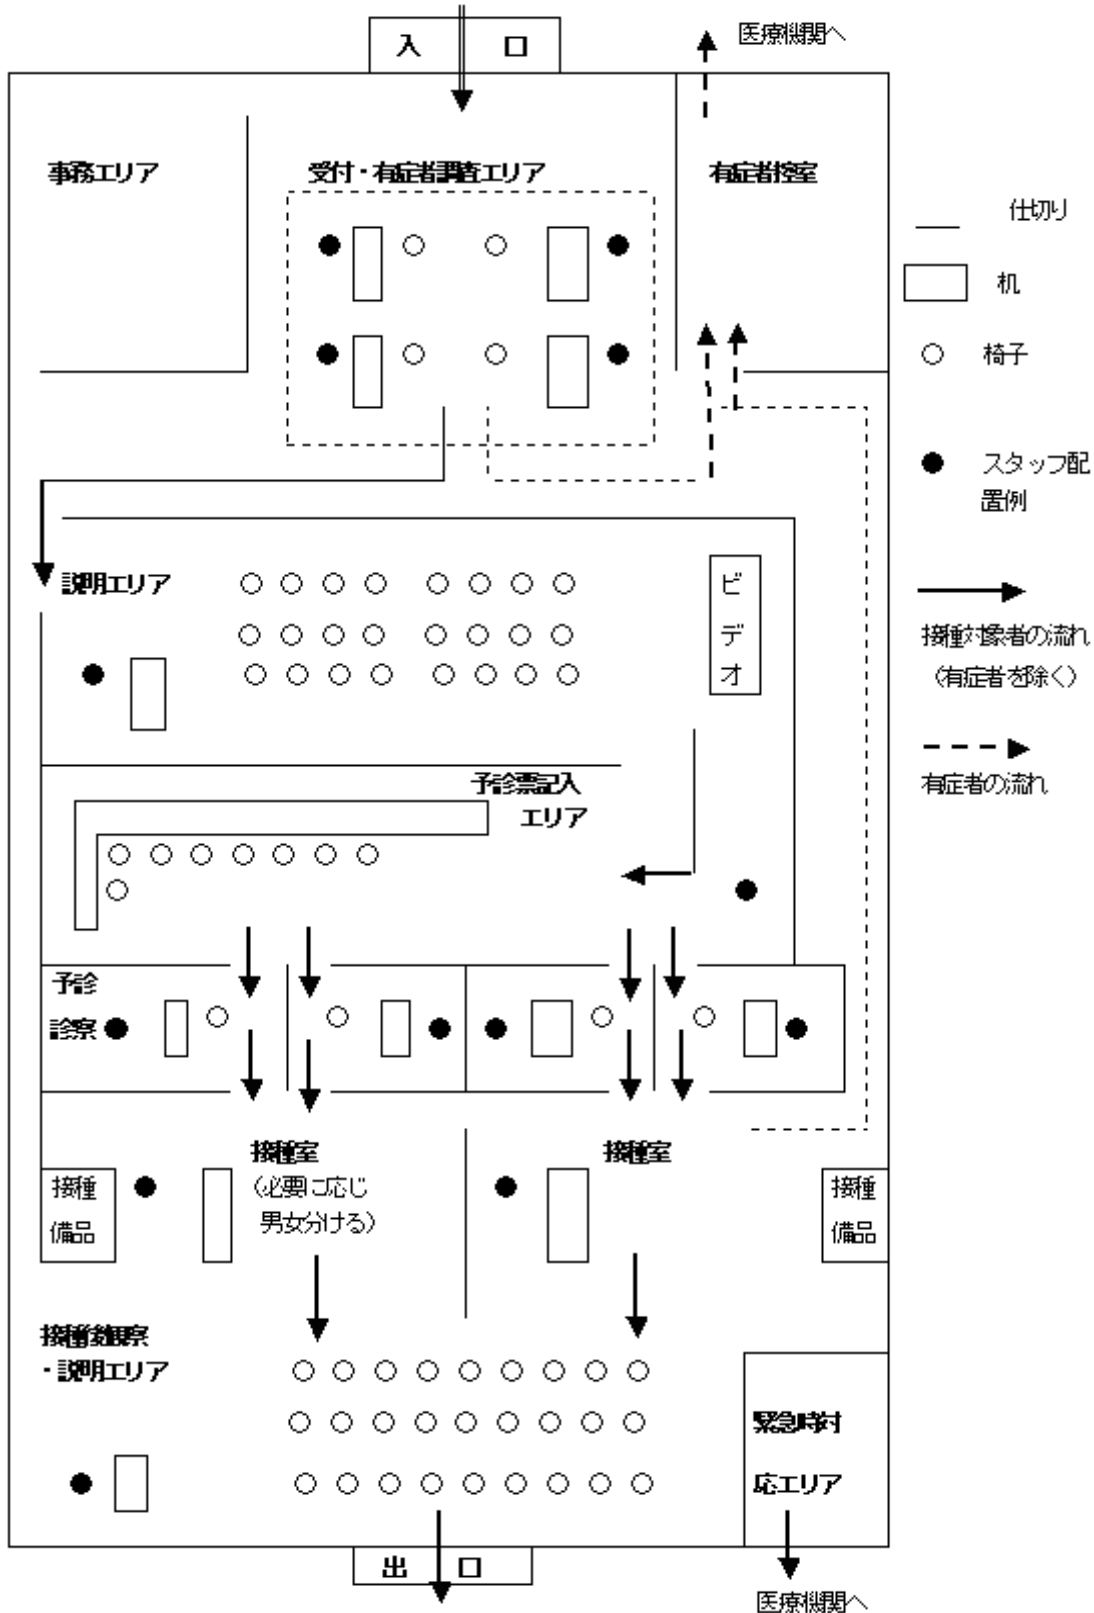 入 口
医療機関へ
事務エリア
受付・有症者調査エリア
有症者控室
仕切り
机
椅子
スタッフ配
置例
接種対象者の流れ
（有症者を除く）
有症者の流れ
説明エリア
ビ
デ
オ
予診票記入
エリア
予診
診察
接種室
（必要に応じ
男女分ける）
接種室
接種
備品
接種
備品
接種後観察
・説明エリア
緊急時対
応エリア
出 口
医療機関へ